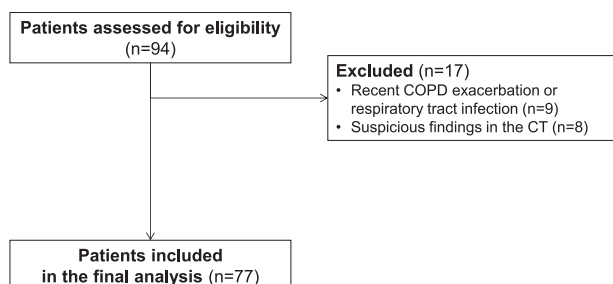 Patients assessed for eligibility
(n=94)
Excluded (n=17)
• Recent COPD exacerbation or
respiratory tract infection (n=9)
• Suspicious findings in the CT (n=8)
Patients included
in the final analysis (n=77)